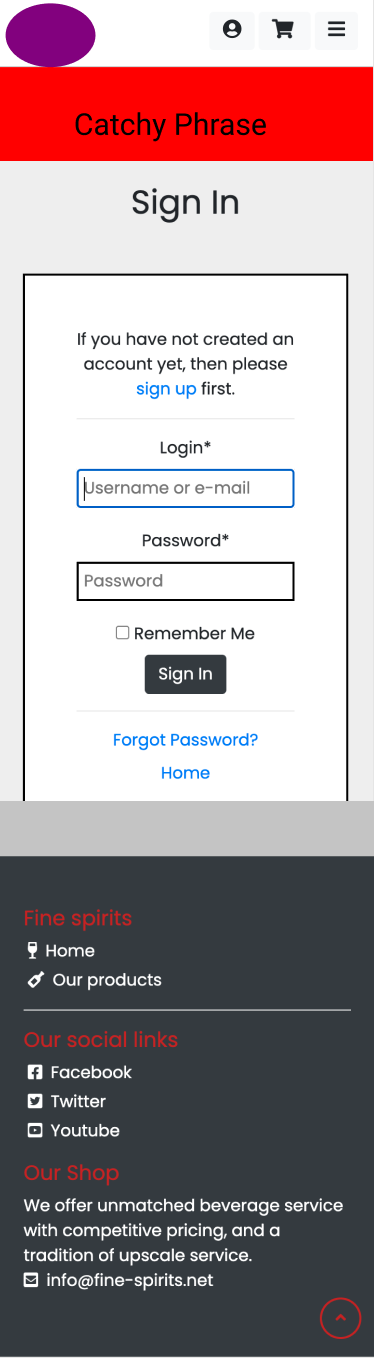 Catchy Phrase
Sign In
If you have not created an
account yet, then please
sign up first.
Login*
Username or e-mail
Password*
Password
Remember Me
Sign In
Forgot Password?
Home
Fine spirits
Home
Our products
Our social links
Facebook
Twitter
Youtube
Our Shop
We offer unmatched beverage service
with competitive pricing, and a
tradition of upscale service.
info@fine-spirits.net